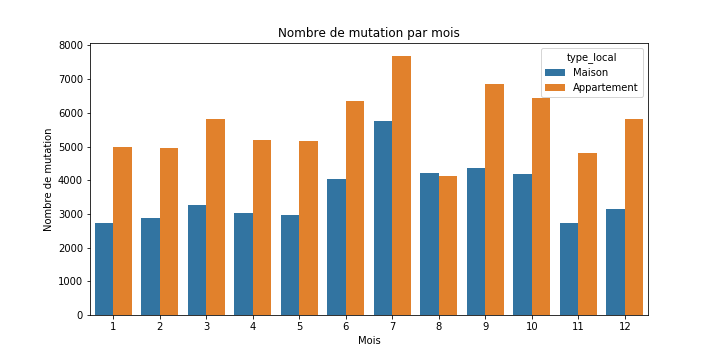 Nombre de mutation par mois
Nombre de mutation
8000
7000
6000
5000
4000
3000
2000
1000
0
type_local
Maison
Appartement
1 2 3 4 5 6 7 8 9 10 11 12
Mois